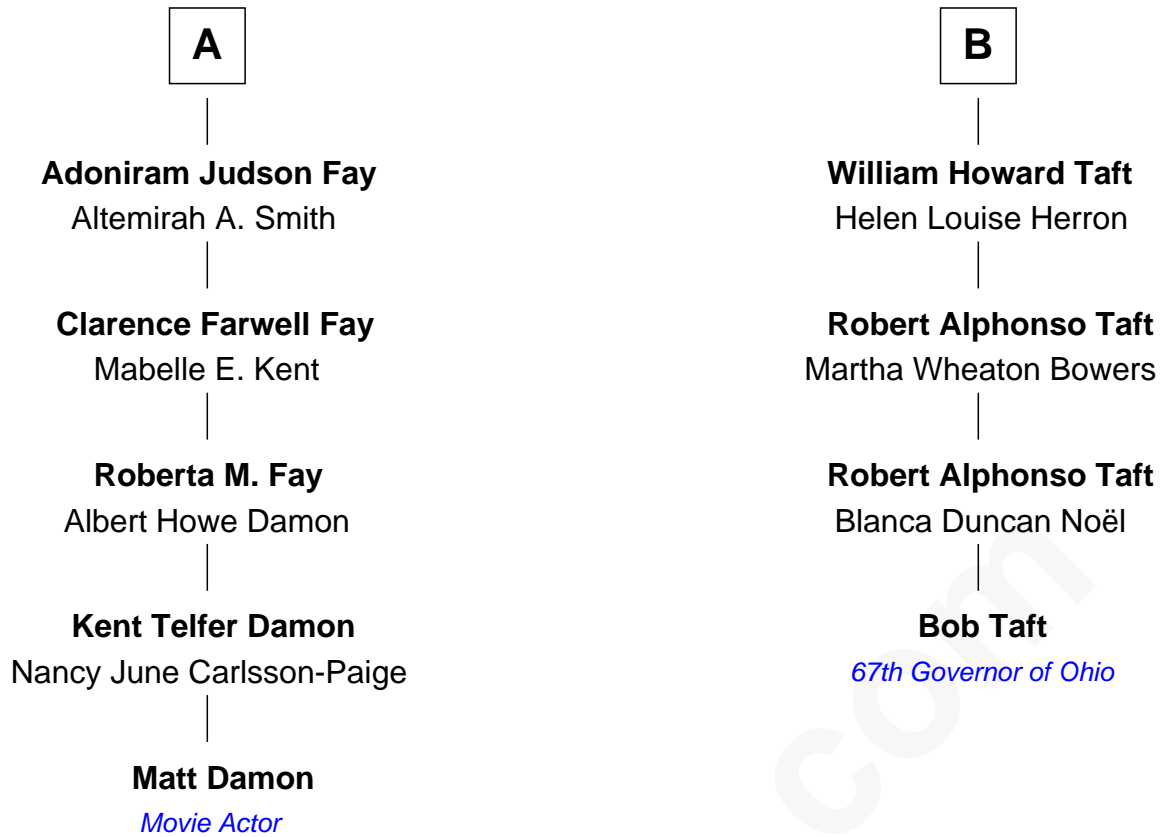 A
Adoniram Judson Fay
Altemirah A. Smith
Clarence Farwell Fay
Mabelle E. Kent
Roberta M. Fay
Albert Howe Damon
Kent Telfer Damon
Nancy June Carlsson-Paige
Matt Damon
Movie Actor
B
William Howard Taft
Helen Louise Herron
Robert Alphonso Taft
Martha Wheaton Bowers
Robert Alphonso Taft
Blanca Duncan Noël
Bob Taft
67th Governor of Ohio
com